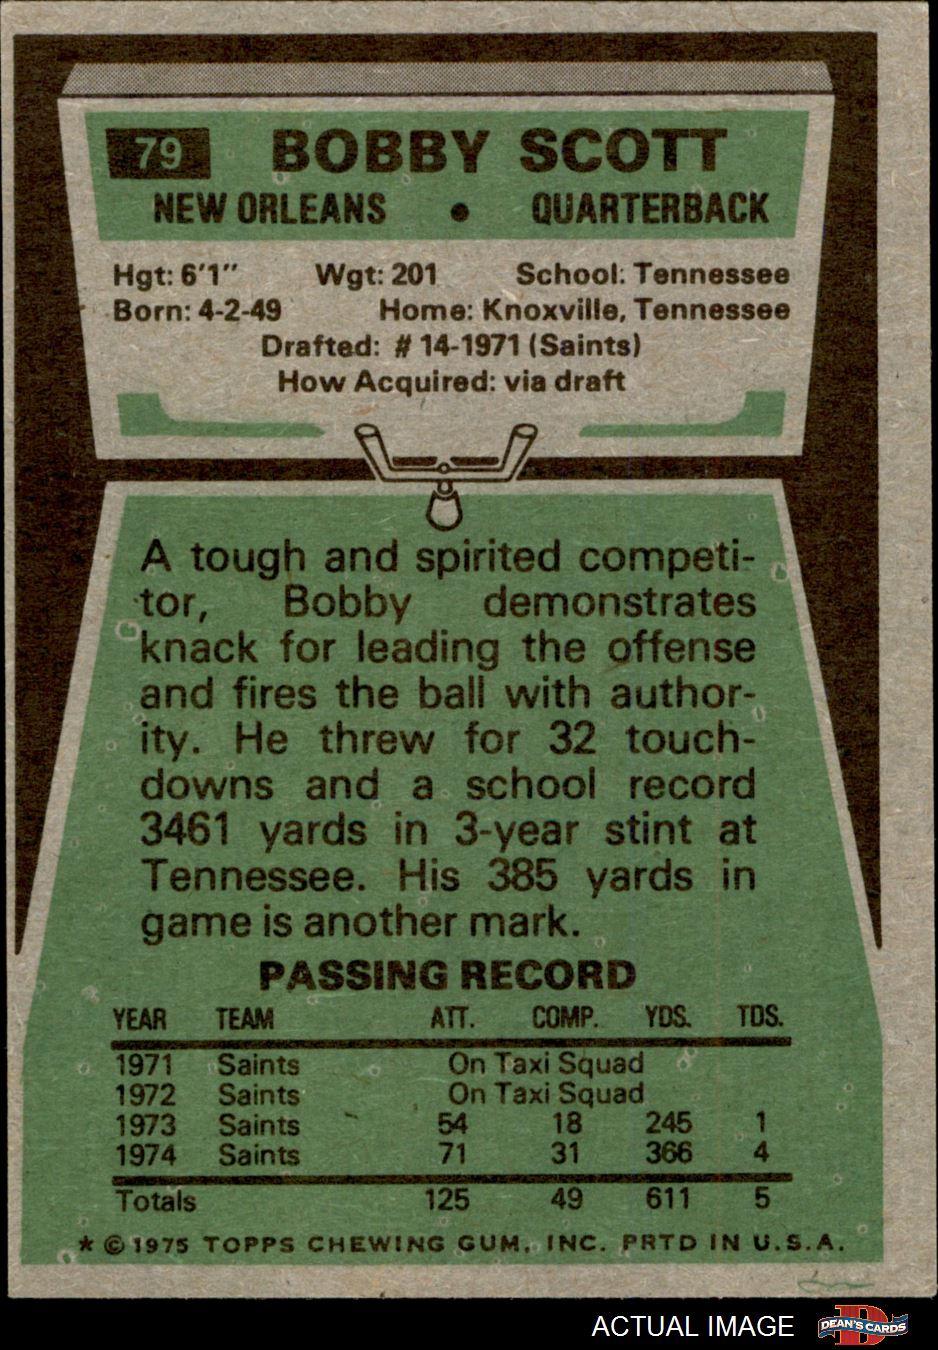 79 BOBBY SCOTT
NEW ORLEANS • QUARTERBACK
Hgt: 6'1" Wgt: 201 School: Tennessee
Born: 4-2-49 Home: Knoxville, Tennessee
Drafted: # 14-1971 (Saints)
How Acquired: via draft
A tough and spirited competi-
tor, Bobby demonstrates
knack for leading the offense
and fires the ball with author-
ity. He threw for 32 touch-
downs and a school record
3461 yards in 3-year stint at
Tennessee. His 385 yards in
game is another mark.
PASSING RECORD
YEAR TEAM ATT. COMP. YDS. TDS.
1971 Saints On Taxi Squad
1972 Saints On Taxi Squad
1973 Saints 54 18 245 1
1974 Saints 71 31 366 4
Totals 125 49 611 5
* © 1975 TOPPS CHEWING GUM, INC. PRTD IN U.S.A.
ACTUAL IMAGE D DEAN'S CARDS